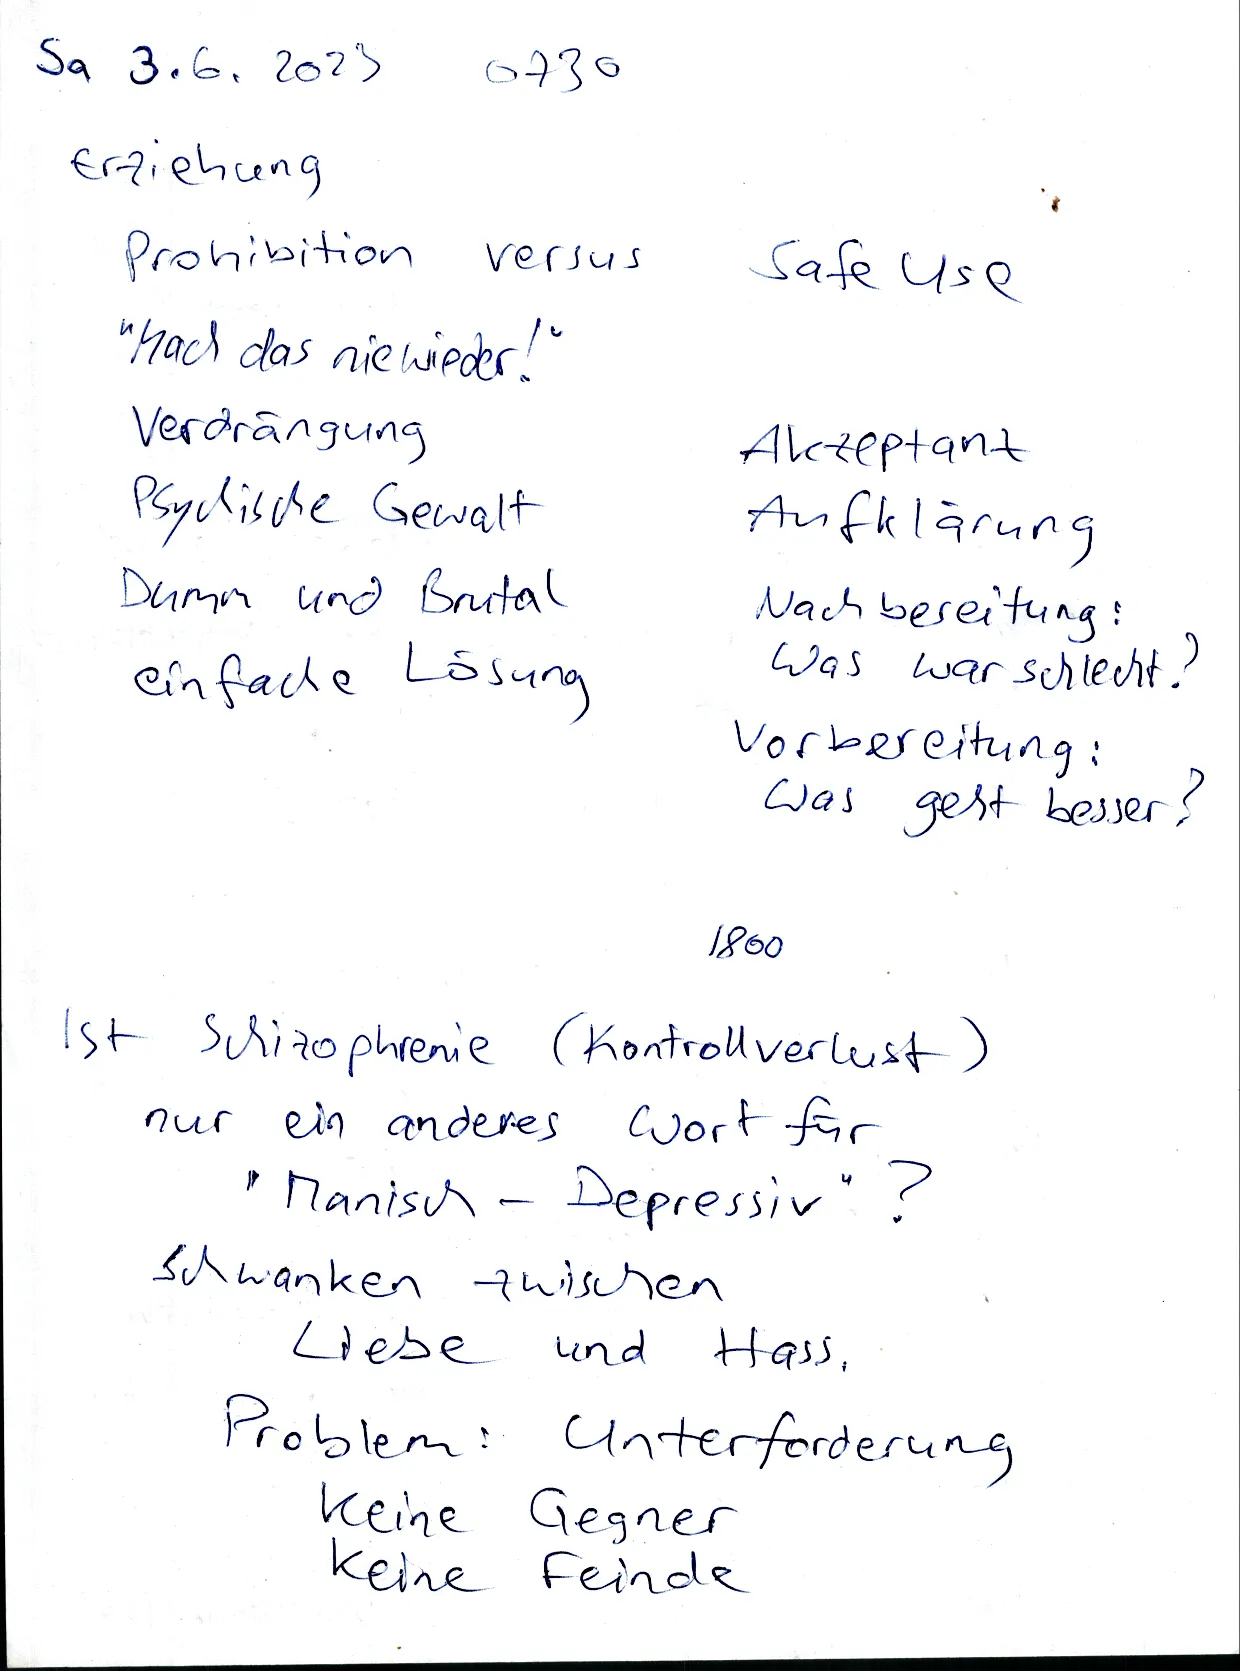 Sa 3.6. 2023 0730
Erziehung
Prohibition versus Safe Use
"Mach das nie wieder!"
Verdrängung
Akzeptanz
Psychische Gewalt
Aufklärung
Dumm und Brutal
Nachbereitung:
einfache Lösung
Was war schlecht?
Vorbereitung:
Was geht besser?
1800
Ist Schizophrenie (Kontrollverlust)
nur ein anderes Wort für
"Manisch - Depressiv"?
Schwanken zwischen
Liebe und Hass.
Problem: Unterforderung
Keine Gegner
Keine Feinde